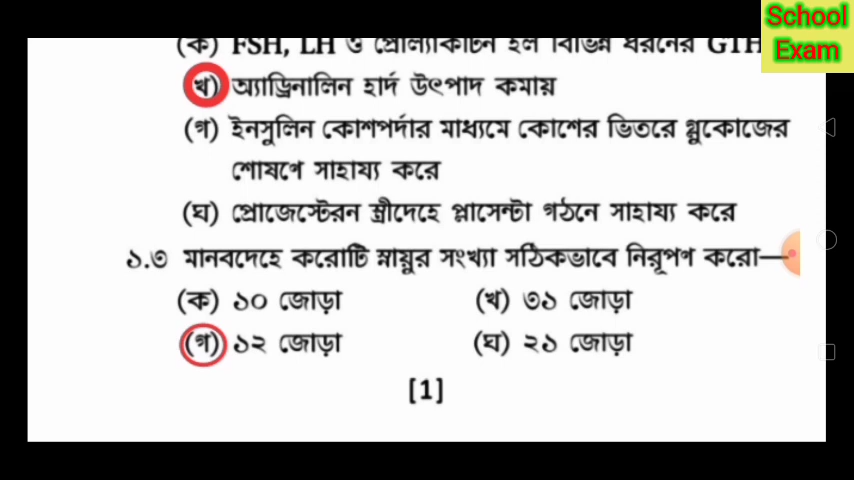 School
Exam
(ক) FSH, LH ও প্রোল্যাকটিন হল বিভিন্ন ধরনের GTH
(খ) অ্যাড্রিনালিন হার্দ উৎপাদ কমায়
(গ) ইনসুলিন কোশপর্দার মাধ্যমে কোশের ভিতরে গ্লুকোজের
শোষণে সাহায্য করে
(ঘ) প্রোজেস্টেরন স্ত্রীদেহে প্লাসেন্টা গঠনে সাহায্য করে
১.৩ মানবদেহে করোটি স্নায়ুর সংখ্যা সঠিকভাবে নিরূপণ করো—
(ক) ১০ জোড়া (খ) ৩১ জোড়া
(গ) ১২ জোড়া (ঘ) ২১ জোড়া
[1]